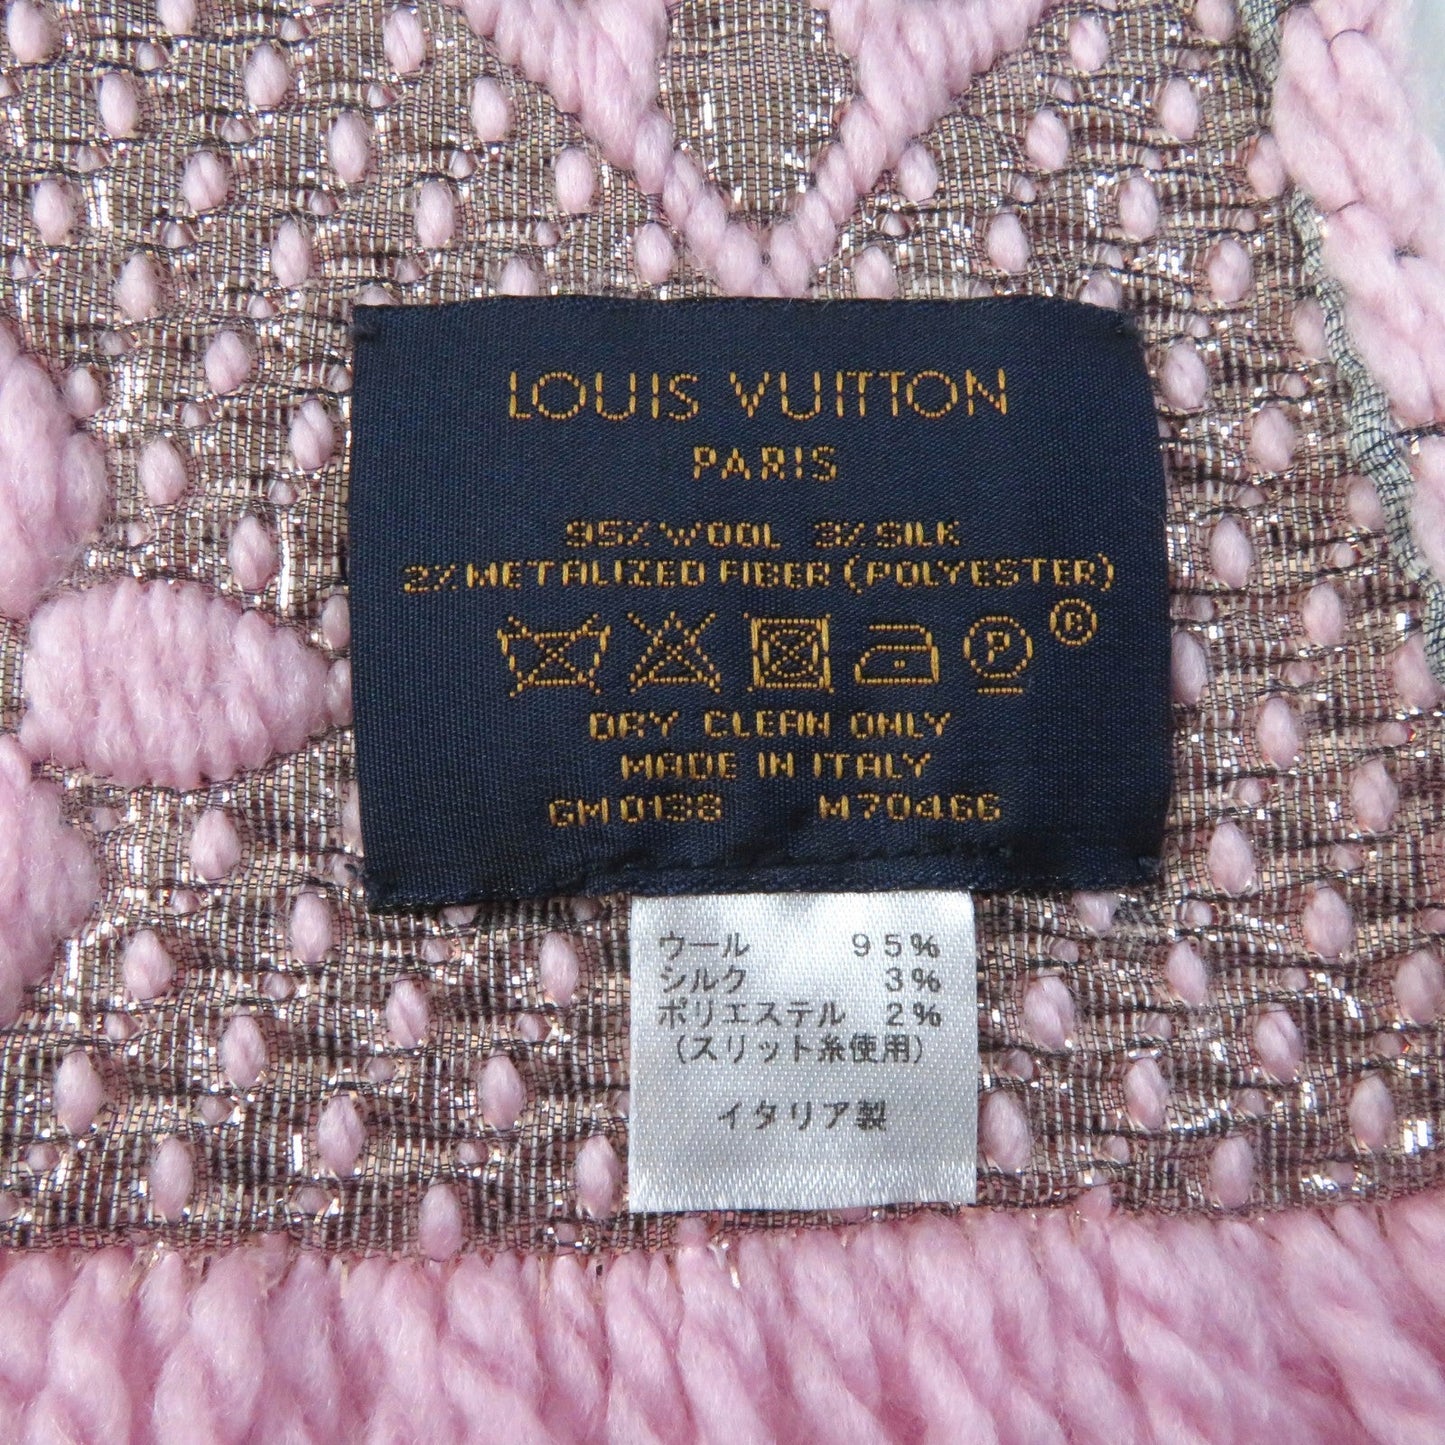 LOUIS VUITTON
PARIS
95% WOOL 3% SILK
2% METALIZED FIBER (POLYESTER)
P ®
DRY CLEAN ONLY
MADE IN ITALY
GM0138 M70466
ウール 95%
シルク 3%
ポリエステル 2%
(スリット糸使用)
イタリア製